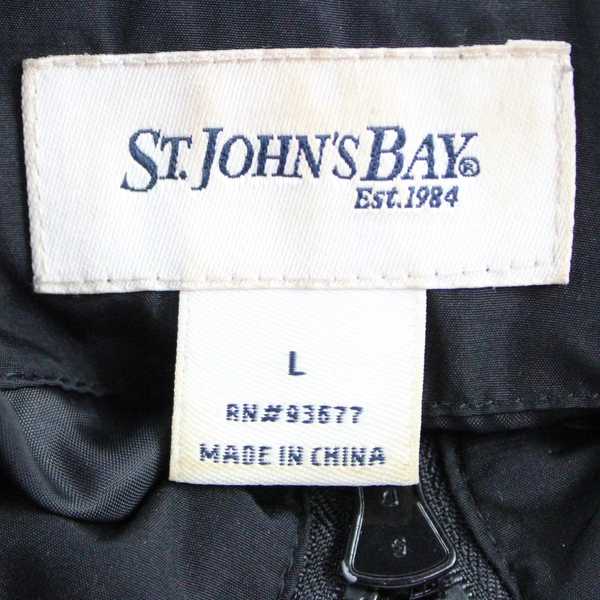 ST. JOHN'S BAY®
Est. 1984
L
RN#93677
MADE IN CHINA